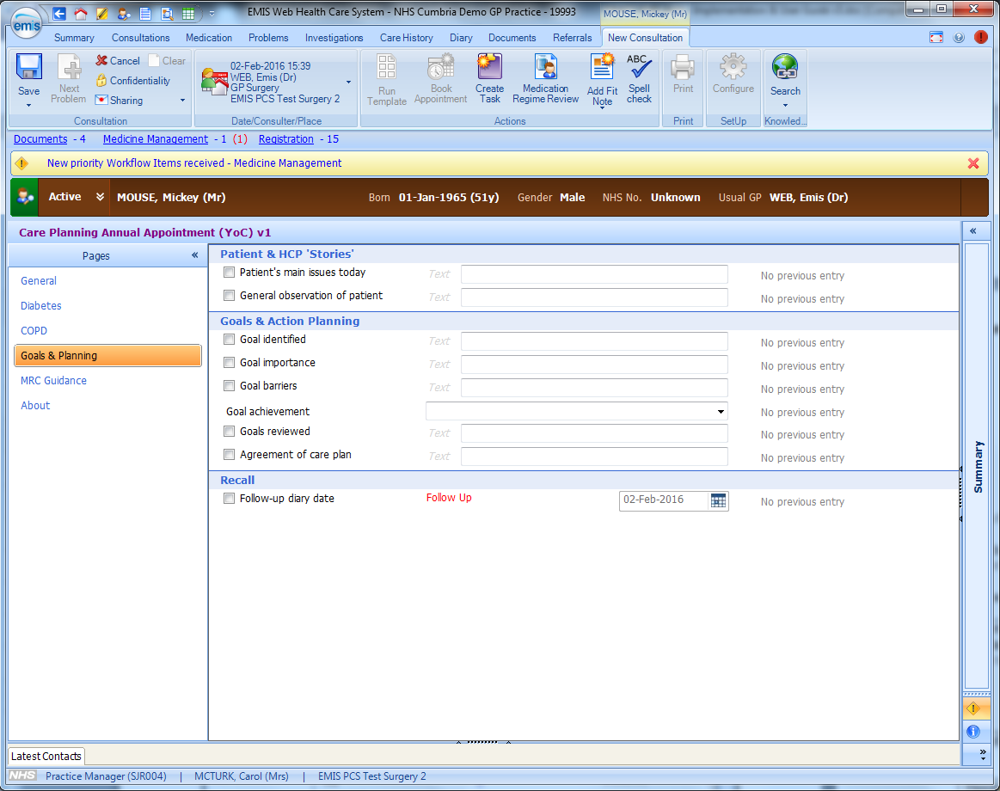 EMIS Web Health Care System - NHS Cumbria Demo GP Practice - 19993
MOUSE, Mickey (Mr)
emis
Summary Consultations Medication Problems Investigations Care History Diary Documents Referrals New Consultation
Save
Next Problem
Cancel Clear
Confidentiality
Sharing
Consultation
02-Feb-2016 15:39
WEB, Emis (Dr)
GP Surgery
EMIS PCS Test Surgery 2
Date/Consulter/Place
Run Template
Book Appointment
Create Task
Medication Regime Review
Add Fit Note
ABC
Spell check
Actions
Print
Print
Configure
SetUp
Search
Knowled...
Documents - 4 Medicine Management - 1 (1) Registration - 15
New priority Workflow Items received - Medicine Management
Active MOUSE, Mickey (Mr) Born 01-Jan-1965 (51y) Gender Male NHS No. Unknown Usual GP WEB, Emis (Dr)
Care Planning Annual Appointment (YoC) v1
Pages
General
Diabetes
COPD
Goals & Planning
MRC Guidance
About
Patient & HCP 'Stories'
Patient's main issues today Text No previous entry
General observation of patient Text No previous entry
Goals & Action Planning
Goal identified Text No previous entry
Goal importance Text No previous entry
Goal barriers Text No previous entry
Goal achievement No previous entry
Goals reviewed Text No previous entry
Agreement of care plan Text No previous entry
Recall
Follow-up diary date Follow Up 02-Feb-2016 No previous entry
Summary
Latest Contacts
NHS Practice Manager (SJR004) | MCTURK, Carol (Mrs) | EMIS PCS Test Surgery 2